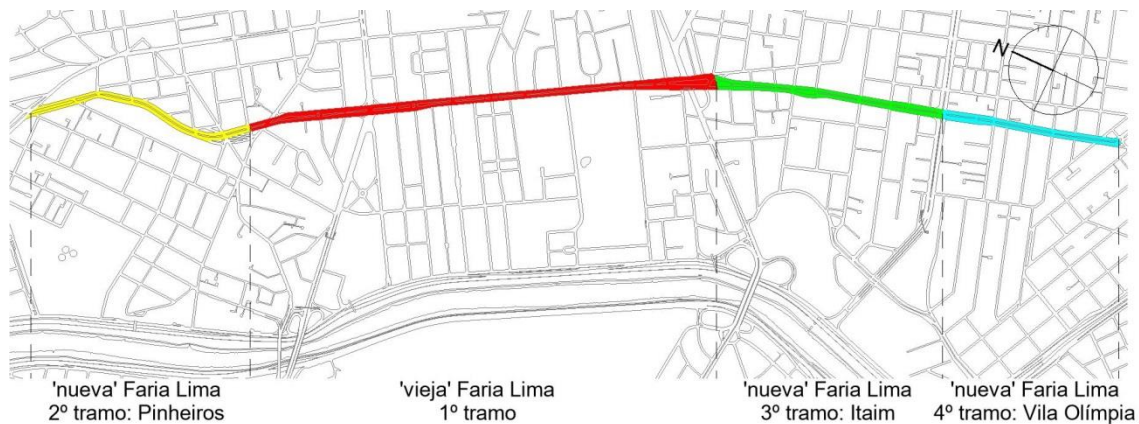 N
'nueva' Faria Lima
2º tramo: Pinheiros
'vieja' Faria Lima
1º tramo
'nueva' Faria Lima
3º tramo: Itaim
'nueva' Faria Lima
4º tramo: Vila Olímpia